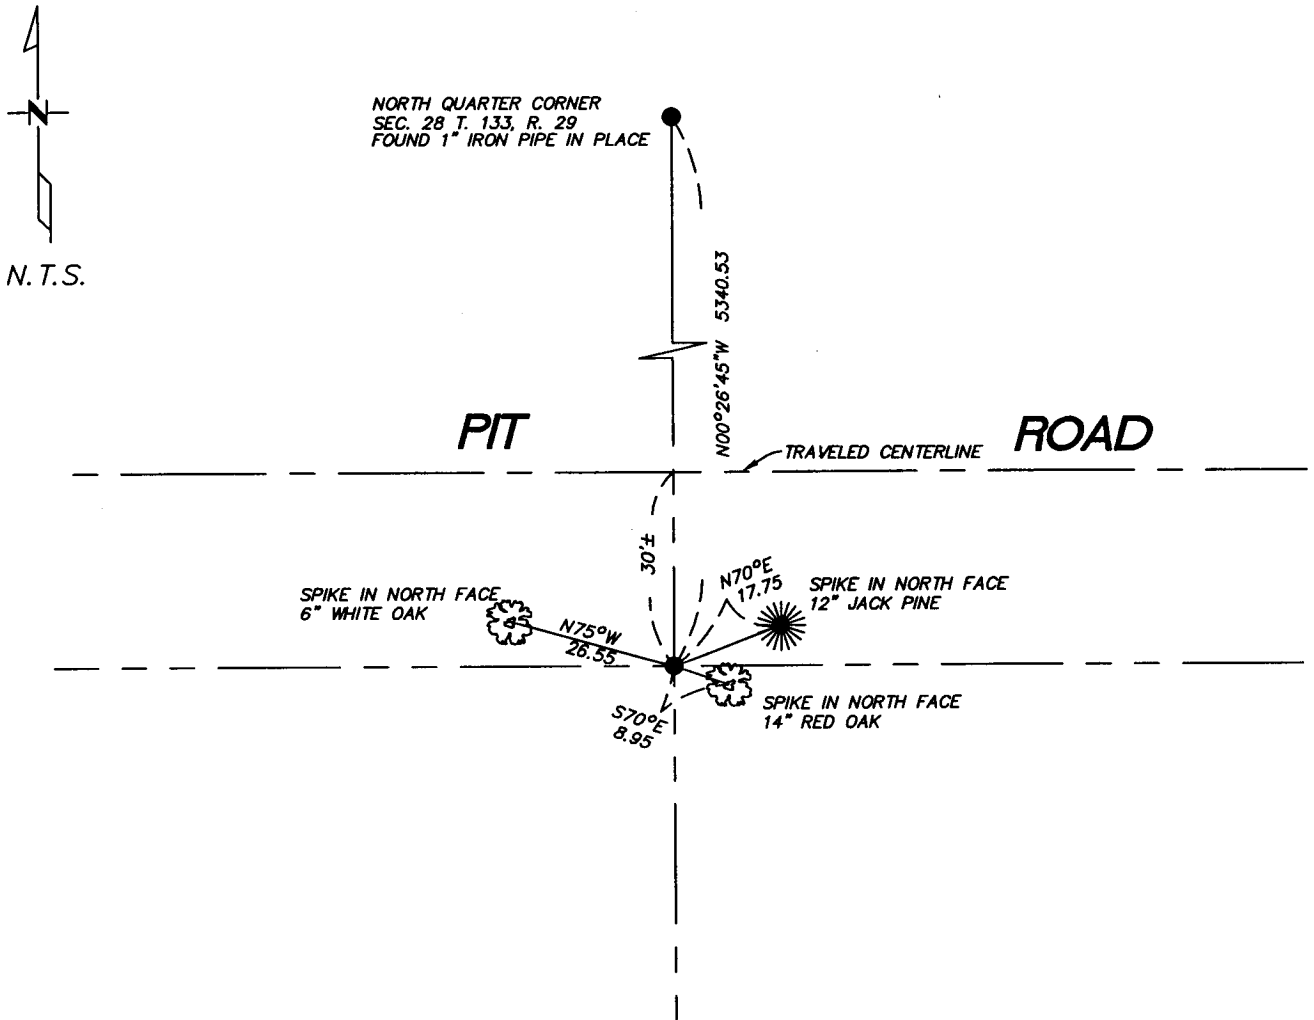 N
N.T.S.
NORTH QUARTER CORNER
SEC. 28 T. 133, R. 29
FOUND 1" IRON PIPE IN PLACE
N00°26'45"W 5340.53
PIT ROAD
TRAVELED CENTERLINE
30'±
SPIKE IN NORTH FACE
6" WHITE OAK
N75°W
26.55
N70°E
17.75
SPIKE IN NORTH FACE
12" JACK PINE
S70°E
8.95
SPIKE IN NORTH FACE
14" RED OAK